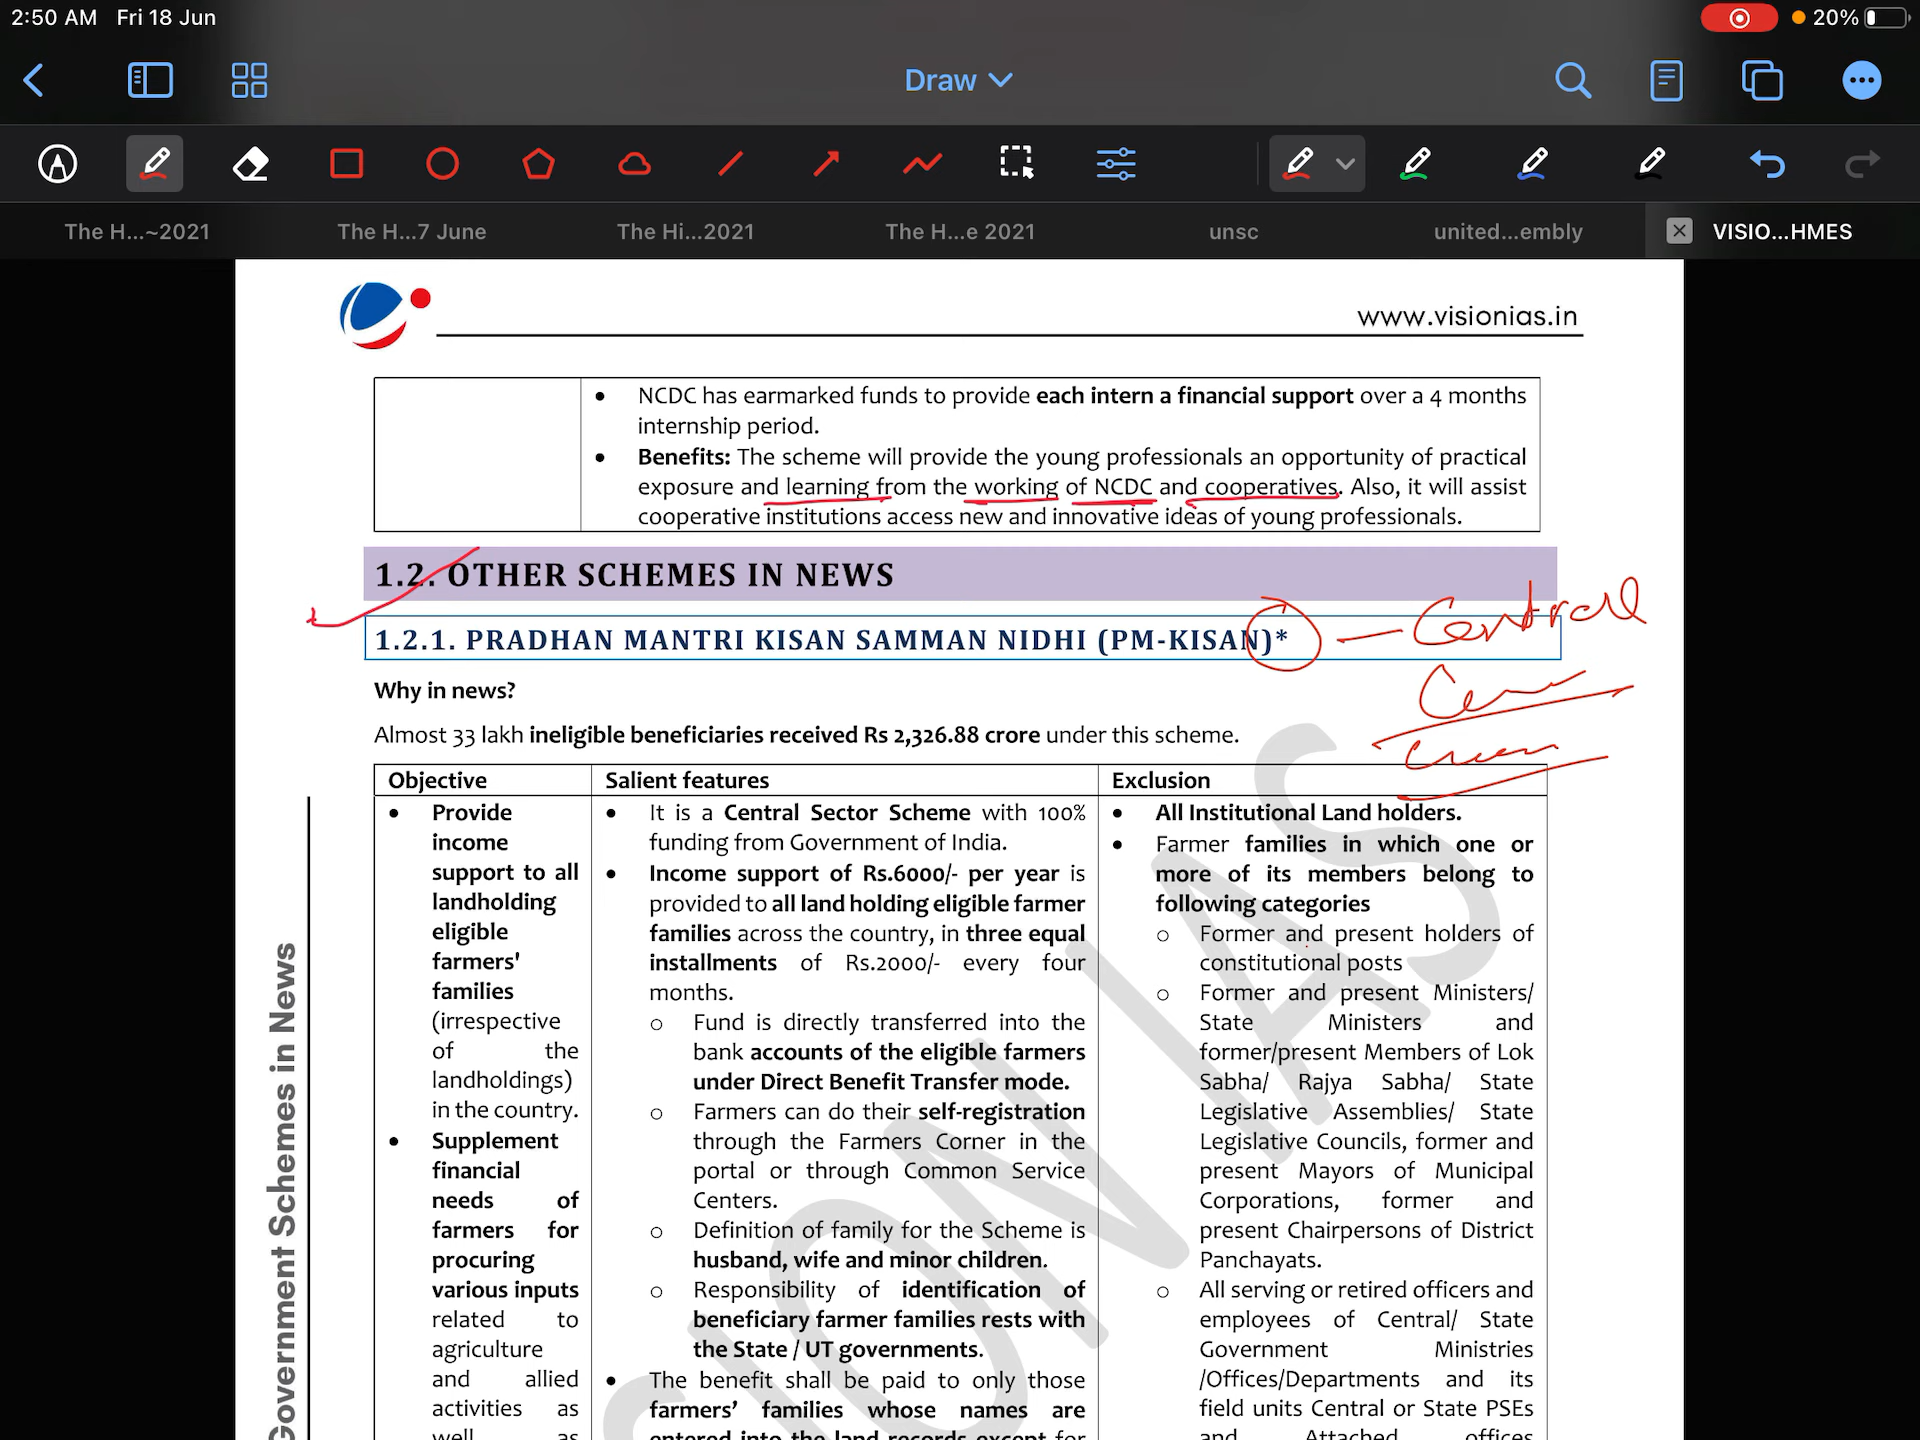 2:50 AM Fri 18 Jun
20%
Draw
The H...~2021
The H...7 June
The Hi...2021
The H...e 2021
unsc
united...embly
VISIO...HMES
www.visionias.in
• NCDC has earmarked funds to provide each intern a financial support over a 4 months
internship period.
• Benefits: The scheme will provide the young professionals an opportunity of practical
exposure and learning from the working of NCDC and cooperatives. Also, it will assist
cooperative institutions access new and innovative ideas of young professionals.
1.2. OTHER SCHEMES IN NEWS
1.2.1. PRADHAN MANTRI KISAN SAMMAN NIDHI (PM-KISAN)*
Why in news?
Almost 33 lakh ineligible beneficiaries received Rs 2,326.88 crore under this scheme.
Objective
• Provide
income
support to all
landholding
eligible
farmers'
families
(irrespective
of the
landholdings)
in the country.
• Supplement
financial
needs of
farmers for
procuring
various inputs
related to
agriculture
and allied
activities as
well as
Salient features
• It is a Central Sector Scheme with 100%
funding from Government of India.
• Income support of Rs.6000/- per year is
provided to all land holding eligible farmer
families across the country, in three equal
installments of Rs.2000/- every four
months.
o Fund is directly transferred into the
bank accounts of the eligible farmers
under Direct Benefit Transfer mode.
o Farmers can do their self-registration
through the Farmers Corner in the
portal or through Common Service
Centers.
o Definition of family for the Scheme is
husband, wife and minor children.
o Responsibility of identification of
beneficiary farmer families rests with
the State / UT governments.
• The benefit shall be paid to only those
farmers' families whose names are
entered into the land records except for
Exclusion
• All Institutional Land holders.
• Farmer families in which one or
more of its members belong to
following categories
o Former and present holders of
constitutional posts
o Former and present Ministers/
State Ministers and
former/present Members of Lok
Sabha/ Rajya Sabha/ State
Legislative Assemblies/ State
Legislative Councils, former and
present Mayors of Municipal
Corporations, former and
present Chairpersons of District
Panchayats.
o All serving or retired officers and
employees of Central/ State
Government Ministries
/Offices/Departments and its
field units Central or State PSEs
and Attached offices
Government Schemes in News
SION IAS